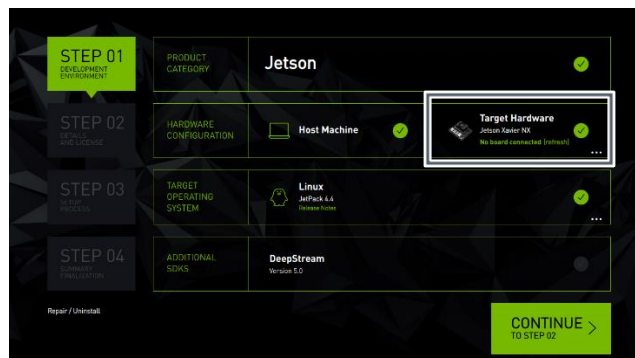 STEP 01
DEVELOPMENT
ENVIRONMENT
PRODUCT
CATEGORY
Jetson
STEP 02
DETAILS
AND LICENSE
HARDWARE
CONFIGURATION
Host Machine
Target Hardware
Jetson Xavier NX
No board connected [refresh]
...
STEP 03
SETUP
PROCESS
TARGET
OPERATING
SYSTEM
Linux
JetPack 4.4
Release Notes
...
STEP 04
SUMMARY
FINALIZATION
ADDITIONAL
SDKS
DeepStream
Version 5.0
Repair / Uninstall
CONTINUE >
TO STEP 02